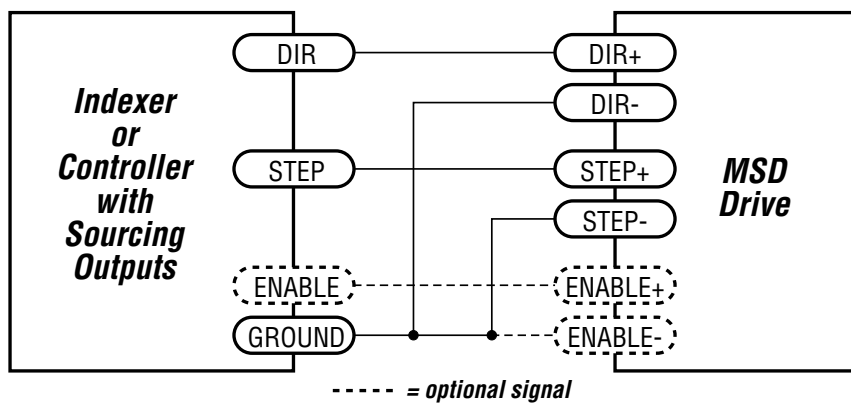 Indexer
or
Controller
with
Sourcing
Outputs
DIR
STEP
ENABLE
GROUND
DIR+
DIR-
STEP+
STEP-
ENABLE+
ENABLE-
MSD
Drive
= optional signal